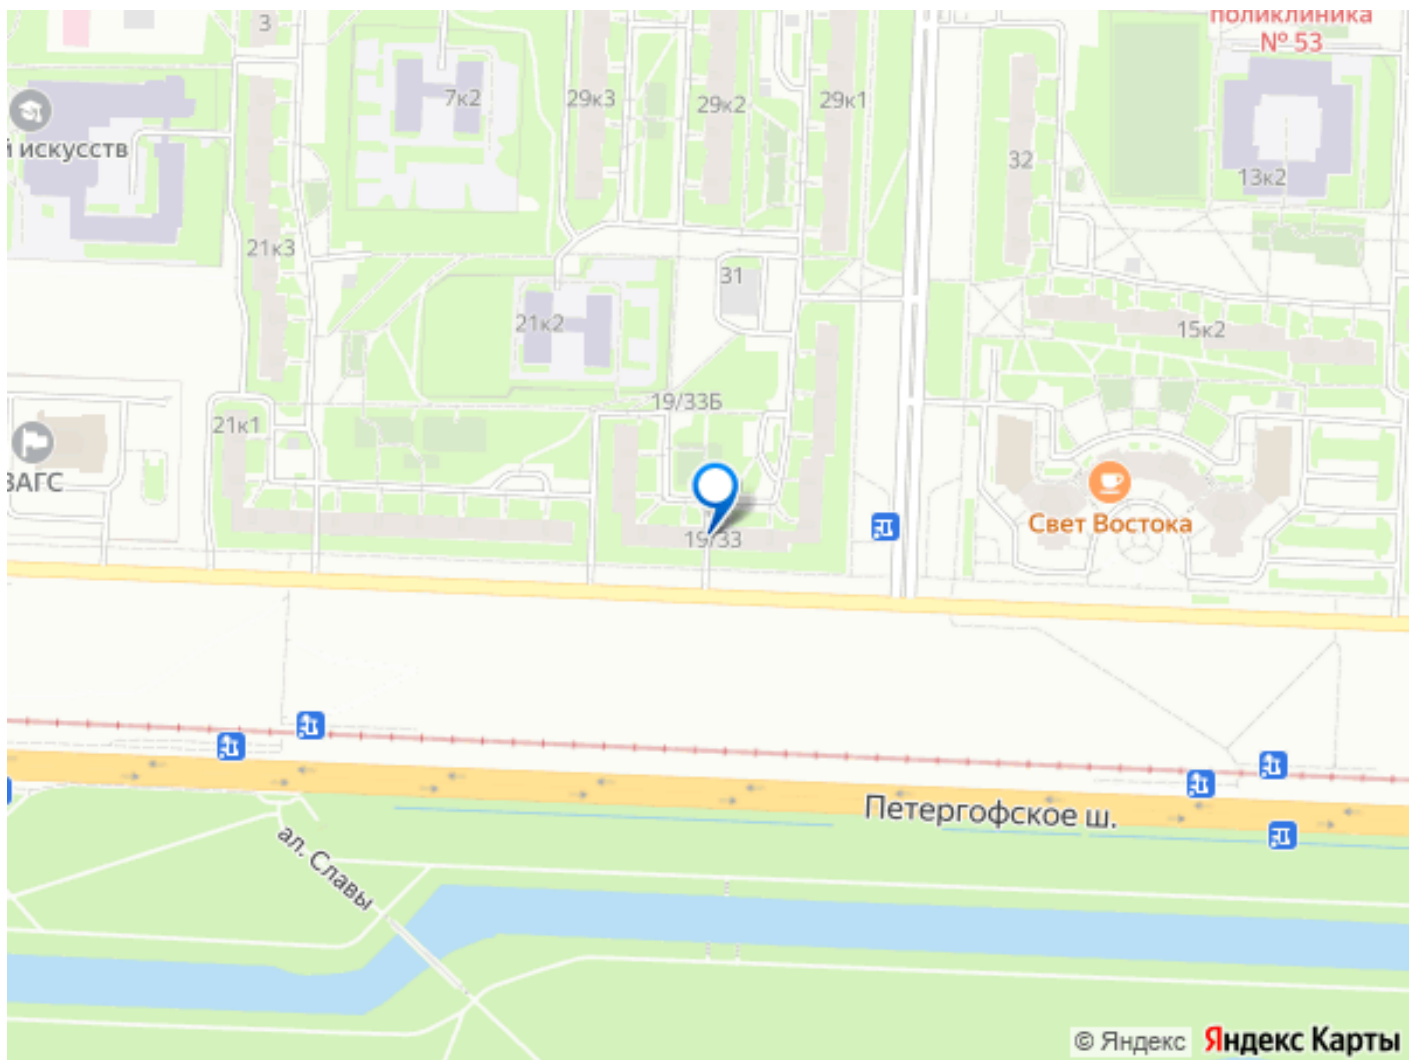 поликлиника
№ 53
3
7к2
29к3
29к2
29к1
й искусств
32
13к2
21к3
31
21к2
15к2
19/33Б
21к1
ЗАГС
Свет Востока
19/33
Петергофское ш.
ал. Славы
© Яндекс
Яндекс Карты